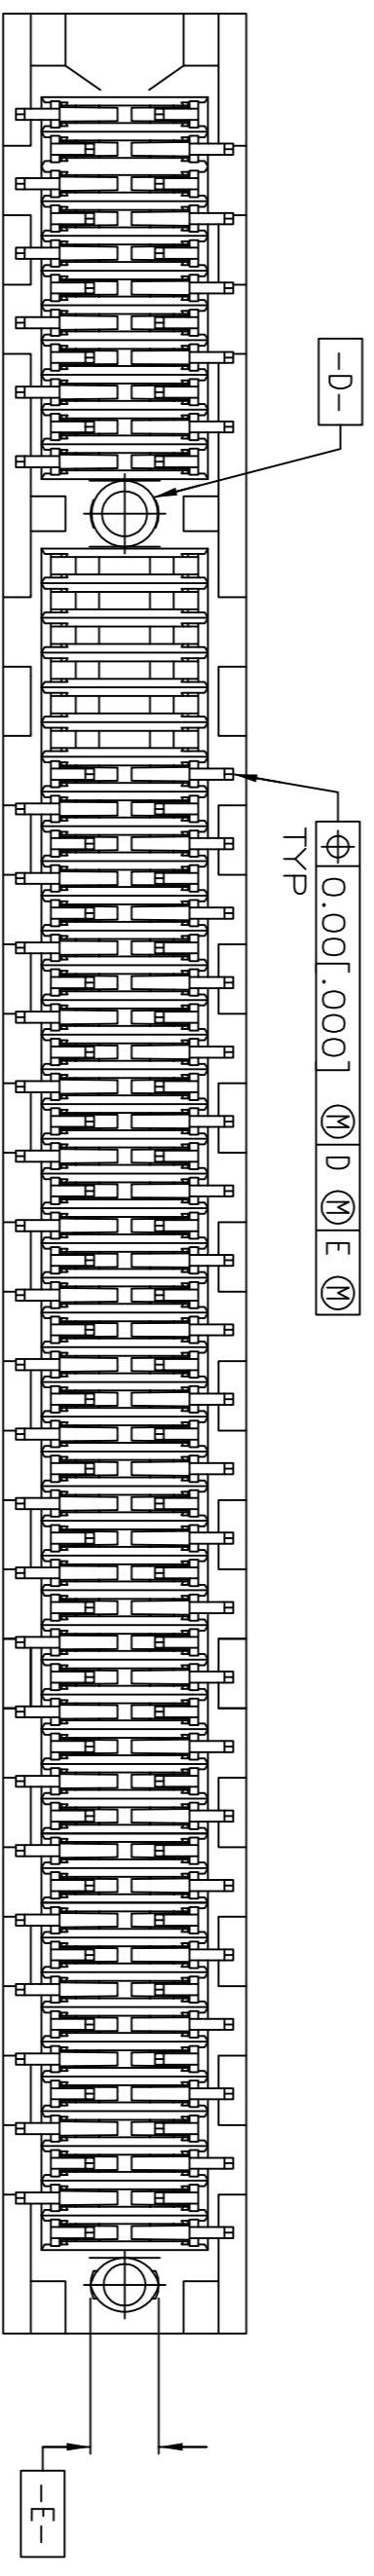 -D-
⌖ 0.00[.000] Ⓜ D Ⓜ E Ⓜ
TYP
-E-